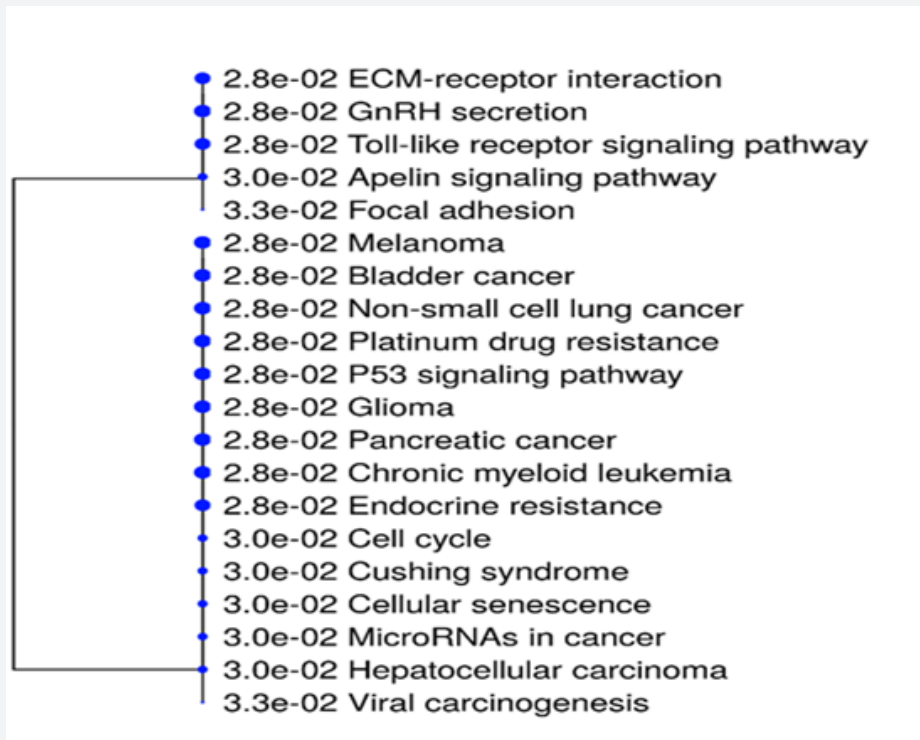 2.8e-02 ECM-receptor interaction
2.8e-02 GnRH secretion
2.8e-02 Toll-like receptor signaling pathway
3.0e-02 Apelin signaling pathway
3.3e-02 Focal adhesion
2.8e-02 Melanoma
2.8e-02 Bladder cancer
2.8e-02 Non-small cell lung cancer
2.8e-02 Platinum drug resistance
2.8e-02 P53 signaling pathway
2.8e-02 Glioma
2.8e-02 Pancreatic cancer
2.8e-02 Chronic myeloid leukemia
2.8e-02 Endocrine resistance
3.0e-02 Cell cycle
3.0e-02 Cushing syndrome
3.0e-02 Cellular senescence
3.0e-02 MicroRNAs in cancer
3.0e-02 Hepatocellular carcinoma
3.3e-02 Viral carcinogenesis